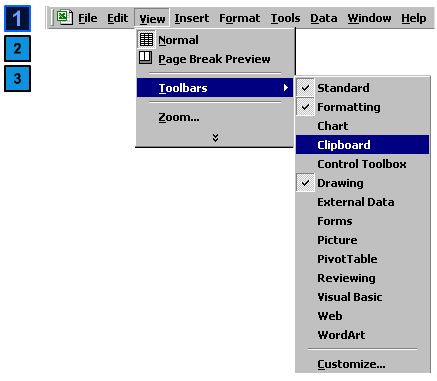 1
File Edit View Insert Format Tools Data Window Help
2
Normal
Page Break Preview
3
Toolbars
Standard
Formatting
Zoom...
Chart
Clipboard
Control Toolbox
Drawing
External Data
Forms
Picture
PivotTable
Reviewing
Visual Basic
Web
WordArt
Customize...